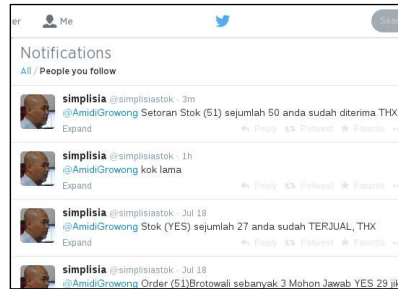 er Me Sea
Notifications
All / People you follow
simplisia @simplisiastok · 3m
@AmidiGrowong Setoran Stok (51) sejumlah 50 anda sudah diterima THX
Expand Reply Retweet Favorite
simplisia @simplisiastok · 1h
@AmidiGrowong kok lama
Expand Reply Retweet Favorite
simplisia @simplisiastok · Jul 18
@AmidiGrowong Stok (YES) sejumlah 27 anda sudah TERJUAL, THX
Expand Reply Retweet Favorite
simplisia @simplisiastok · Jul 18
@AmidiGrowong Order (51)Brotowali sebanyak 3 Mohon Jawab YES 29 jik